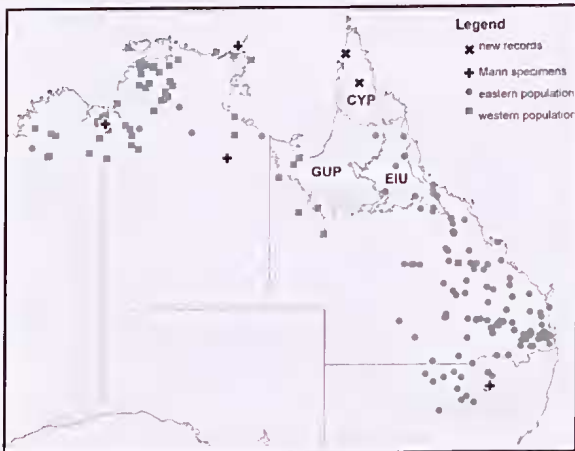 Legend
new records
Mann specimens
eastern population
western population
CYP
GUP
EIU